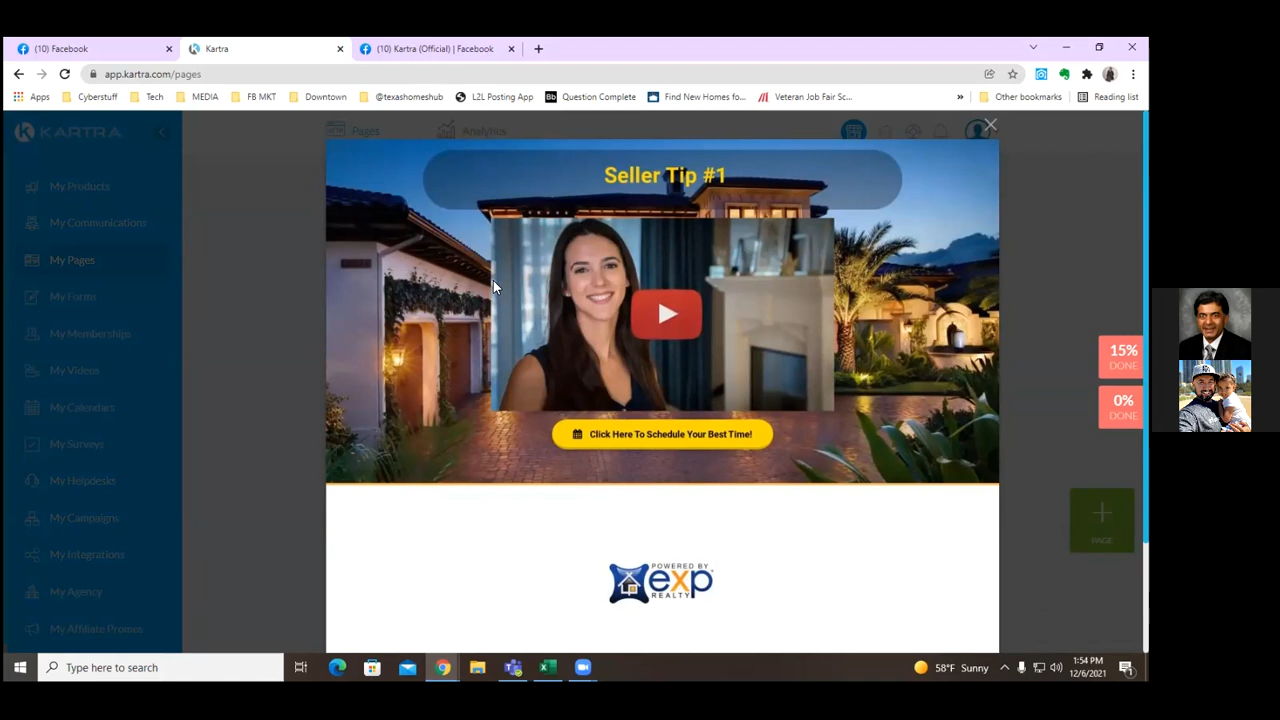 (10) Facebook
Kartra
(10) Kartra (Official) | Facebook
app.kartra.com/pages
Apps
Cyberstuff
Tech
MEDIA
FB MKT
Downtown
@texashomeshub
L2L Posting App
Bb Question Complete
Find New Homes fo...
Veteran Job Fair Sc...
»
Other bookmarks
Reading list
KARTRA
Pages
Analytics
My Products
My Communications
My Pages
My Forms
My Memberships
My Videos
My Calendars
My Surveys
My Helpdesks
My Campaigns
My Integrations
My Agency
My Affiliate Promos
Seller Tip #1
Click Here To Schedule Your Best Time!
POWERED BY
exp
REALTY
15%
DONE
0%
DONE
PAGE
Type here to search
58°F Sunny
1:54 PM
12/6/2021